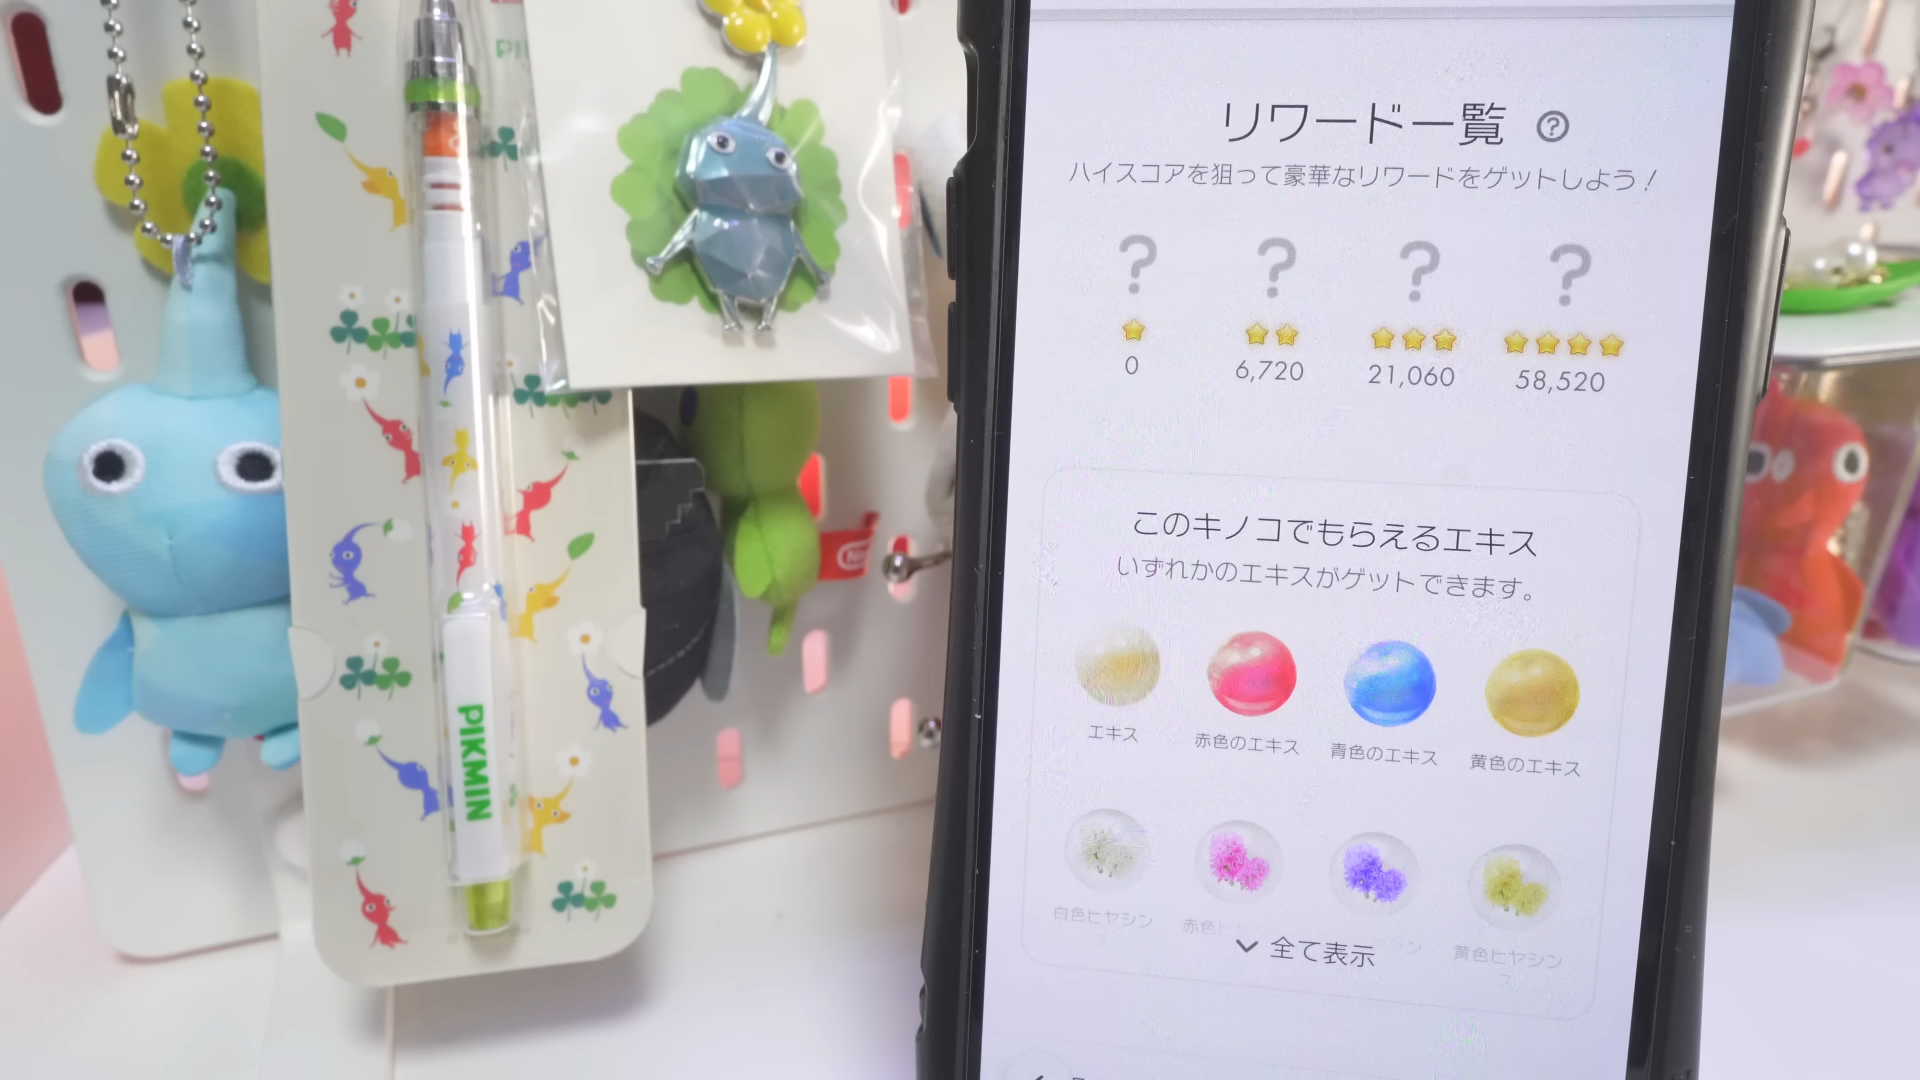 PIKMIN
リワード一覧 ?
ハイスコアを狙って豪華なリワードをゲットしよう！
? ? ? ?
0 6,720 21,060 58,520
このキノコでもらえるエキス
いずれかのエキスがゲットできます。
エキス 赤色のエキス 青色のエキス 黄色のエキス
白色ヒヤシンス 黄色ヒヤシンス
全て表示